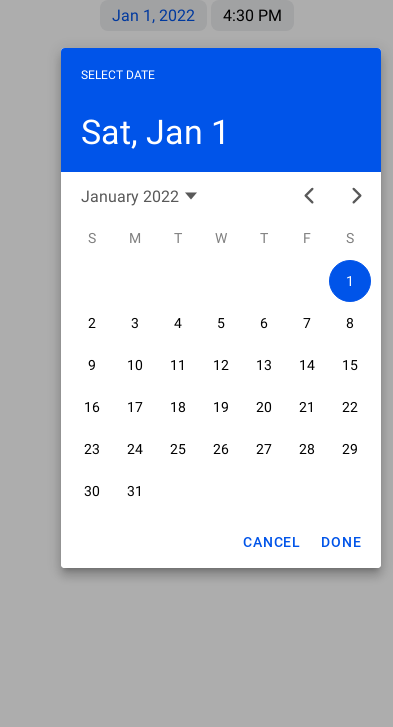 Jan 1, 2022 4:30 PM
SELECT DATE
Sat, Jan 1
January 2022
S M T W T F S
1
2 3 4 5 6 7 8
9 10 11 12 13 14 15
16 17 18 19 20 21 22
23 24 25 26 27 28 29
30 31
CANCEL DONE